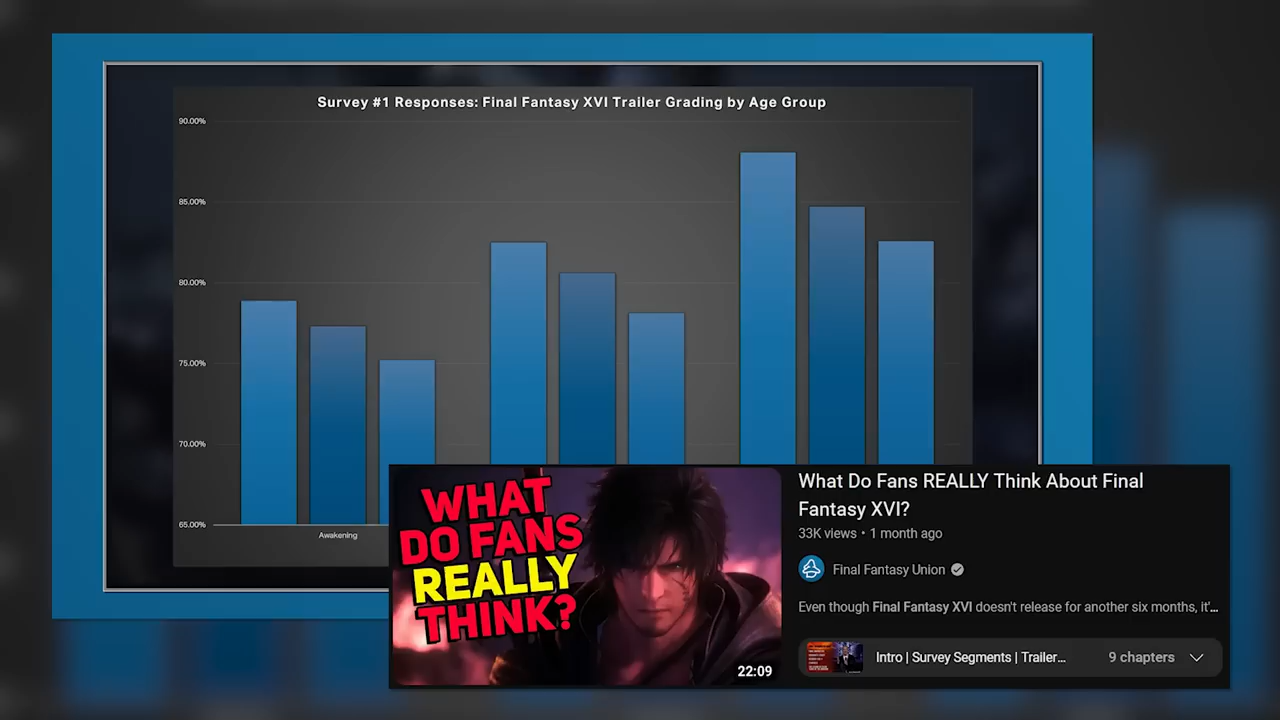 Survey #1 Responses: Final Fantasy XVI Trailer Grading by Age Group
90.00%
85.00%
80.00%
75.00%
70.00%
65.00%
Awakening
WHAT
DO FANS
REALLY
THINK?
22:09
What Do Fans REALLY Think About Final
Fantasy XVI?
33K views • 1 month ago
Final Fantasy Union
Even though Final Fantasy XVI doesn't release for another six months, it'...
Intro | Survey Segments | Trailer...
9 chapters